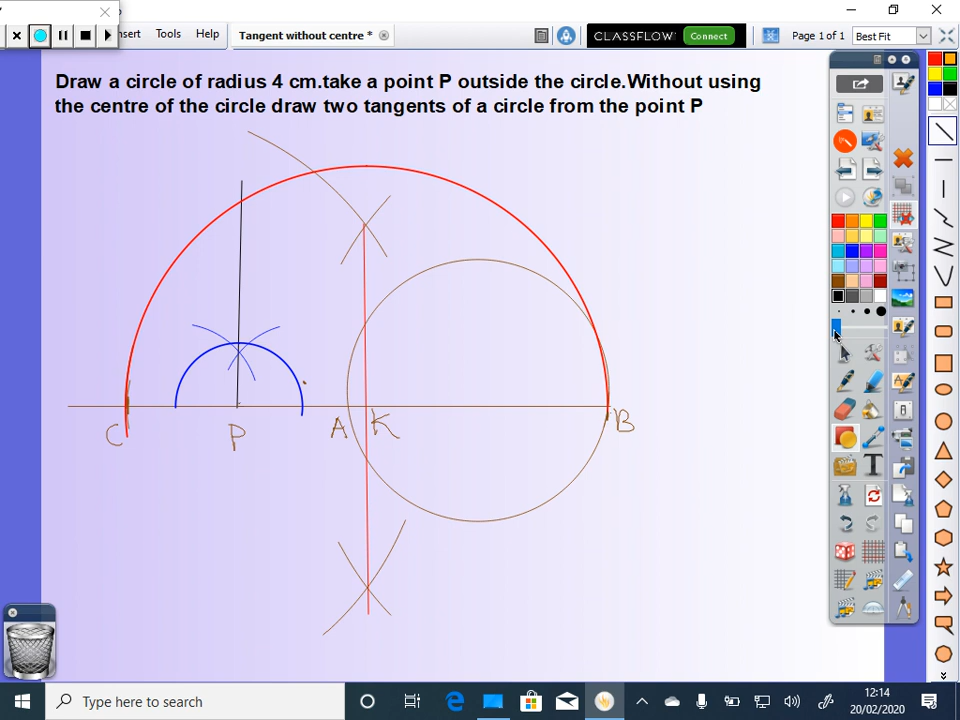 nsert Tools Help
Tangent without centre *
CLASSFLOW Connect
Page 1 of 1 Best Fit
Draw a circle of radius 4 cm.take a point P outside the circle.Without using
the centre of the circle draw two tangents of a circle from the point P
C P A K B
Type here to search
12:14
20/02/2020